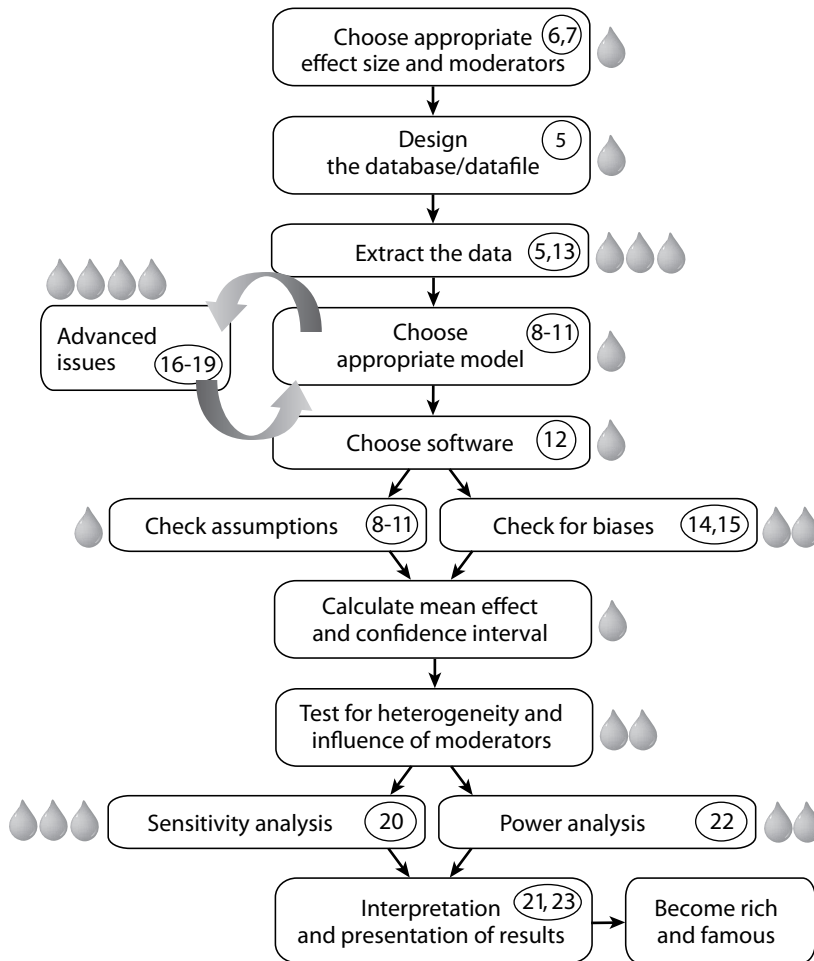 Choose appropriate 6,7
effect size and moderators
Design 5
the database/datafile
Extract the data 5,13
Advanced
issues 16-19
Choose 8-11
appropriate model
Choose software 12
Check assumptions 8-11
Check for biases 14,15
Calculate mean effect
and confidence interval
Test for heterogeneity and
influence of moderators
Sensitivity analysis 20
Power analysis 22
Interpretation 21, 23
and presentation of results
Become rich
and famous